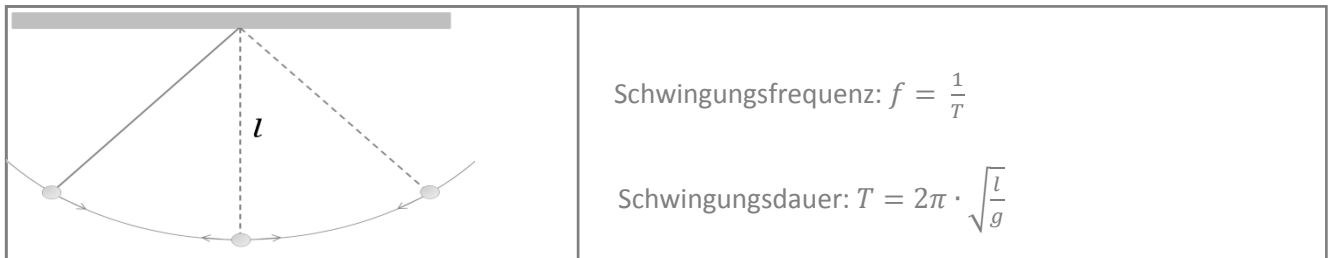 l
Schwingungsfrequenz: f = 1/T
Schwingungsdauer: T = 2π · √(l/g)